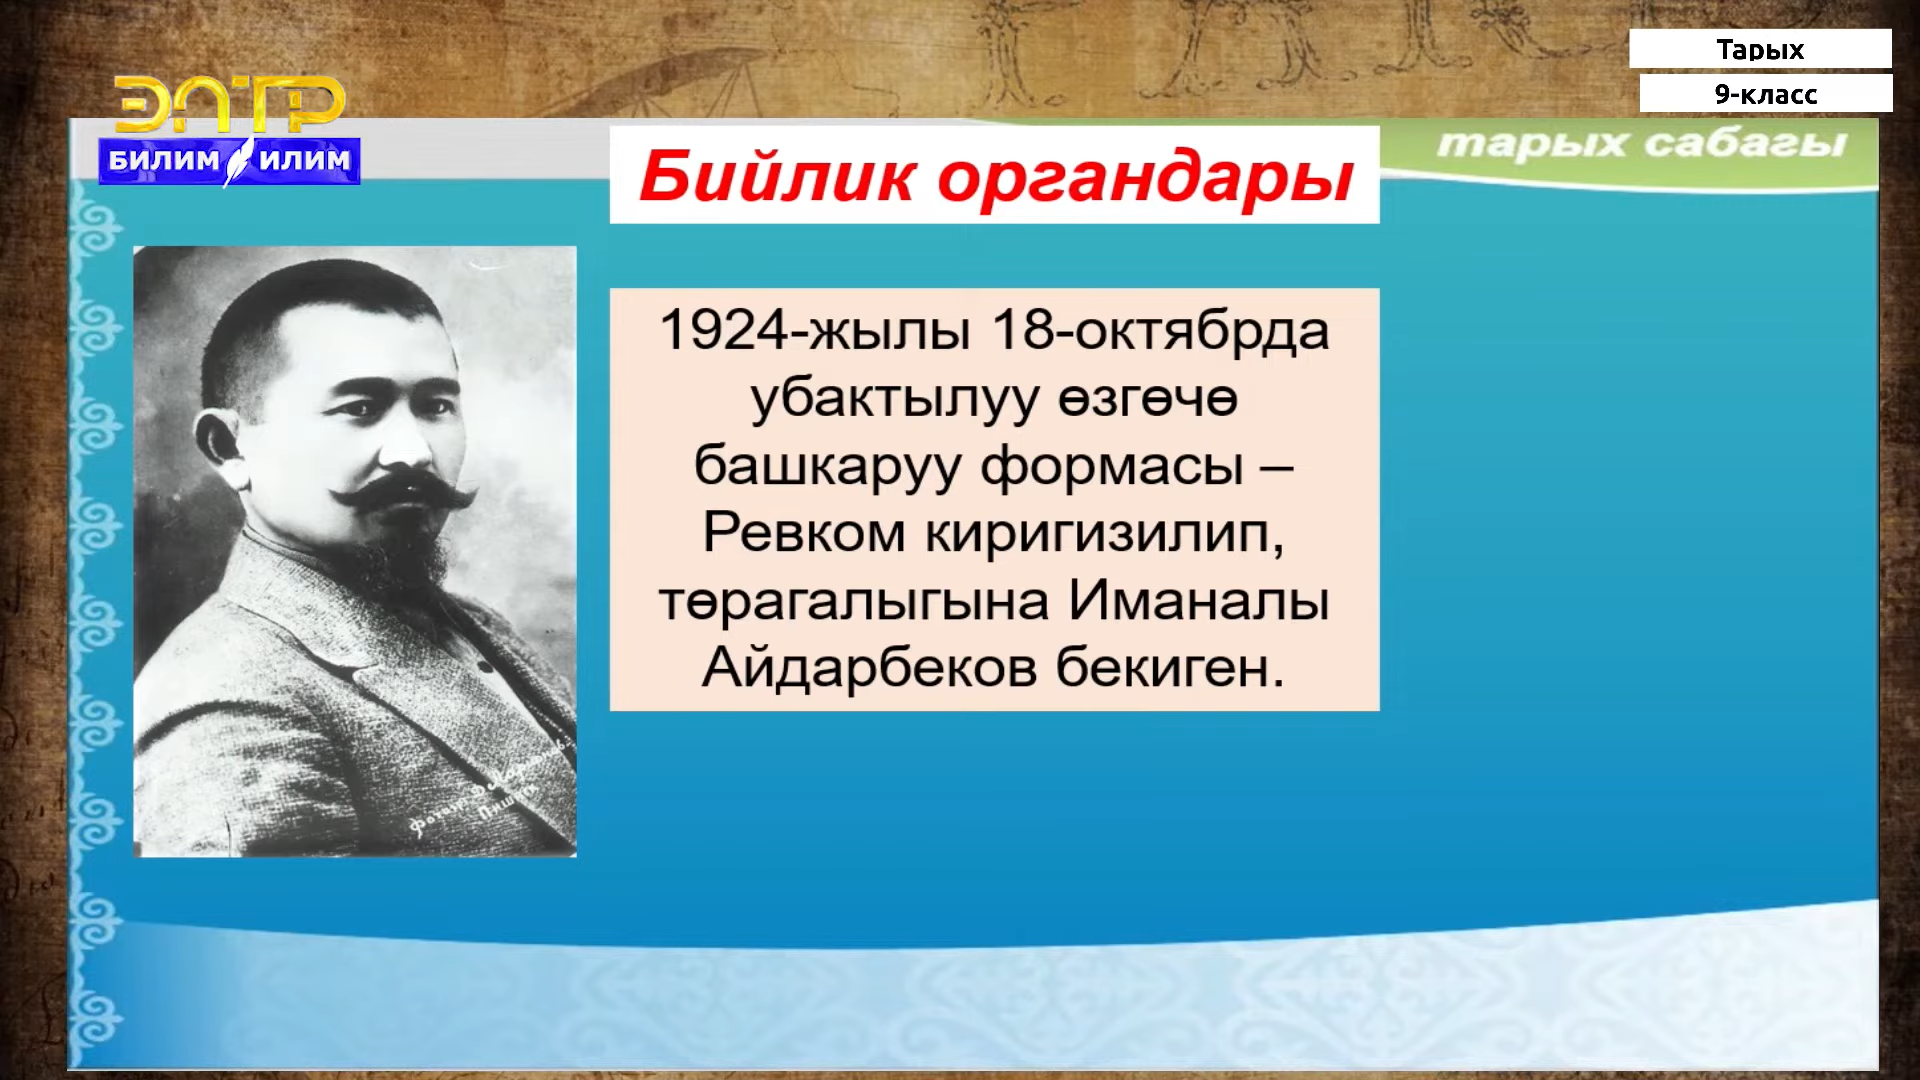 Тарых
9-класс
ЭЛТР
БИЛИМ ИЛИМ
тарых сабагы
Бийлик органдары
1924-жылы 18-октябрда
убактылуу өзгөчө
башкаруу формасы –
Ревком киригизилип,
төрагалыгына Иманалы
Айдарбеков бекиген.